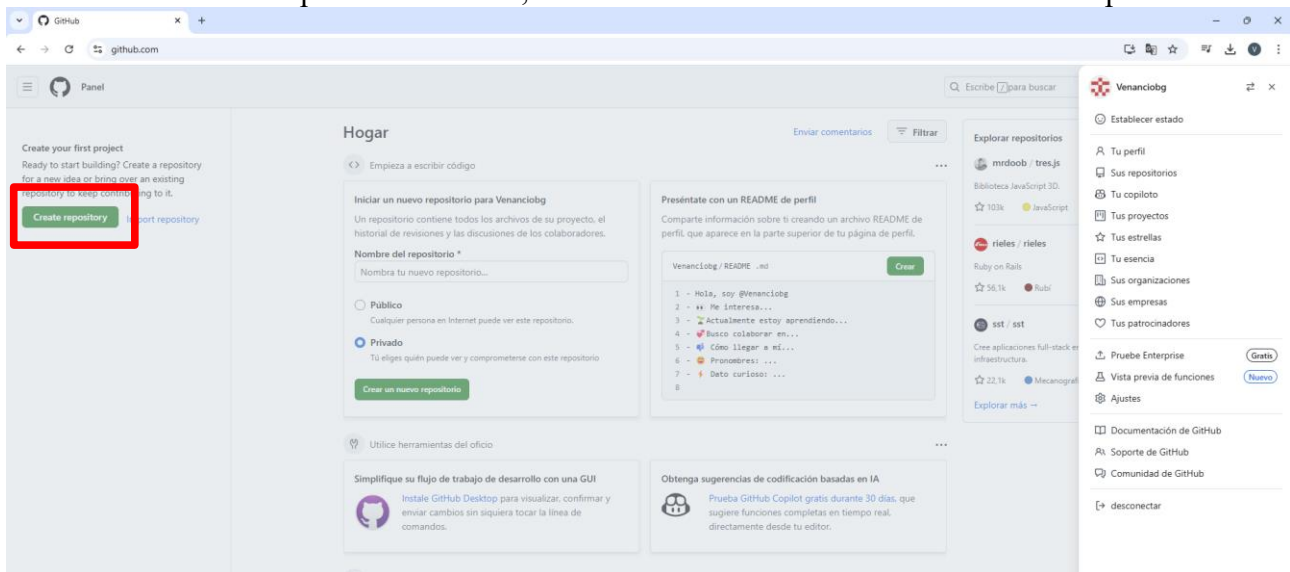 GitHub
github.com
Panel
Escribe / para buscar
Create your first project
Ready to start building? Create a repository
for a new idea or bring over an existing
repository to keep contributing to it.
Create repository
Import repository
Hogar
Enviar comentarios
Filtrar
Empieza a escribir código
Iniciar un nuevo repositorio para Venanciobg
Un repositorio contiene todos los archivos de su proyecto, el
historial de revisiones y las discusiones de los colaboradores.
Nombre del repositorio *
Nombra tu nuevo repositorio...
Público
Cualquier persona en Internet puede ver este repositorio.
Privado
Tú eliges quién puede ver y comprometerse con este repositorio
Crear un nuevo repositorio
Preséntate con un README de perfil
Comparte información sobre ti creando un archivo README de
perfil, que aparece en la parte superior de tu página de perfil.
Venanciobg / README .md
Crear
1 - Hola, soy @Venanciobg
2 - 👀 Me interesa...
3 - 🌱Actualmente estoy aprendiendo...
4 - 💞️Busco colaborar en...
5 - 📫 Cómo llegar a mí...
6 - 😄 Pronombres: ...
7 - ⚡ Dato curioso: ...
8
Utilice herramientas del oficio
Simplifique su flujo de trabajo de desarrollo con una GUI
Instale GitHub Desktop para visualizar, confirmar y
enviar cambios sin siquiera tocar la línea de
comandos.
Obtenga sugerencias de codificación basadas en IA
Prueba GitHub Copilot gratis durante 30 días, que
sugiere funciones completas en tiempo real,
directamente desde tu editor.
Explorar repositorios
mrdoob / tres.js
Biblioteca JavaScript 3D.
103k JavaScript
rieles / rieles
Ruby on Rails
56,1k Rubí
sst / sst
Cree aplicaciones full-stack en
infraestructura.
22,1k
Explorar más →
Venanciobg
Establecer estado
Tu perfil
Sus repositorios
Tu copiloto
Tus proyectos
Tus estrellas
Tu esencia
Sus organizaciones
Sus empresas
Tus patrocinadores
Pruebe Enterprise Gratis
Vista previa de funciones Nuevo
Ajustes
Documentación de GitHub
Soporte de GitHub
Comunidad de GitHub
desconectar